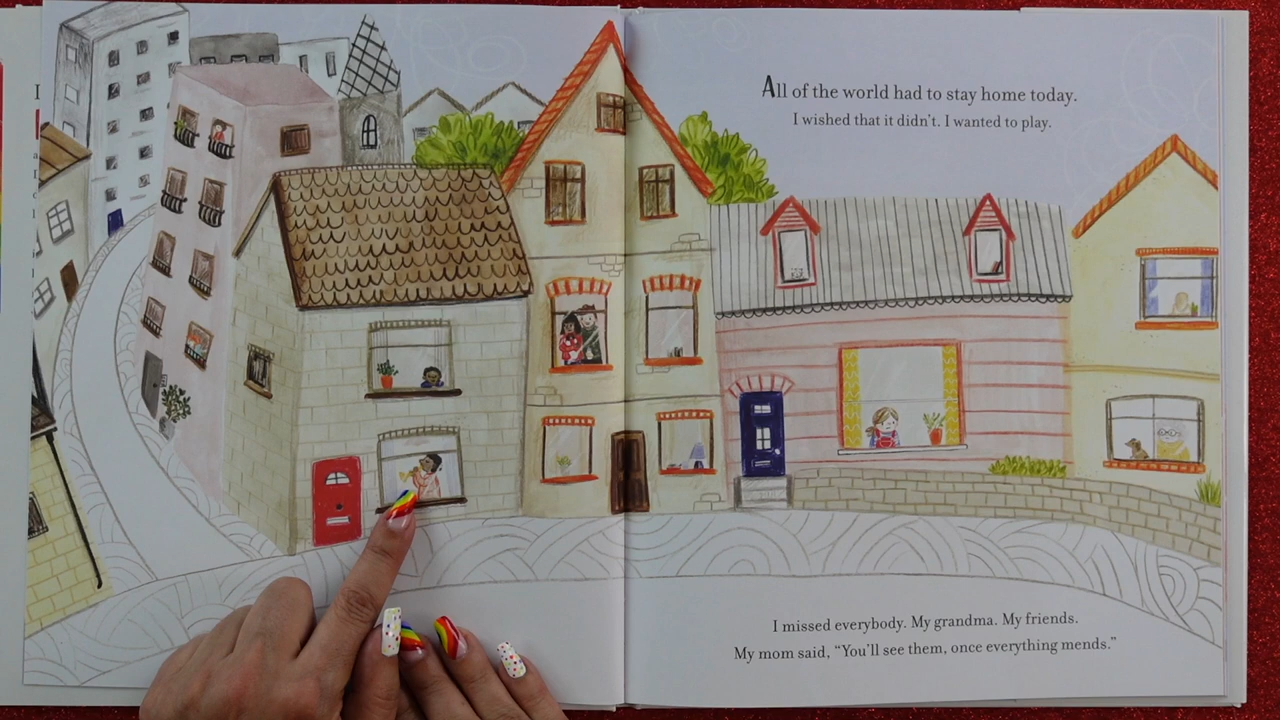 All of the world had to stay home today.
I wished that it didn't. I wanted to play.
I missed everybody. My grandma. My friends.
My mom said, “You'll see them, once everything mends.”